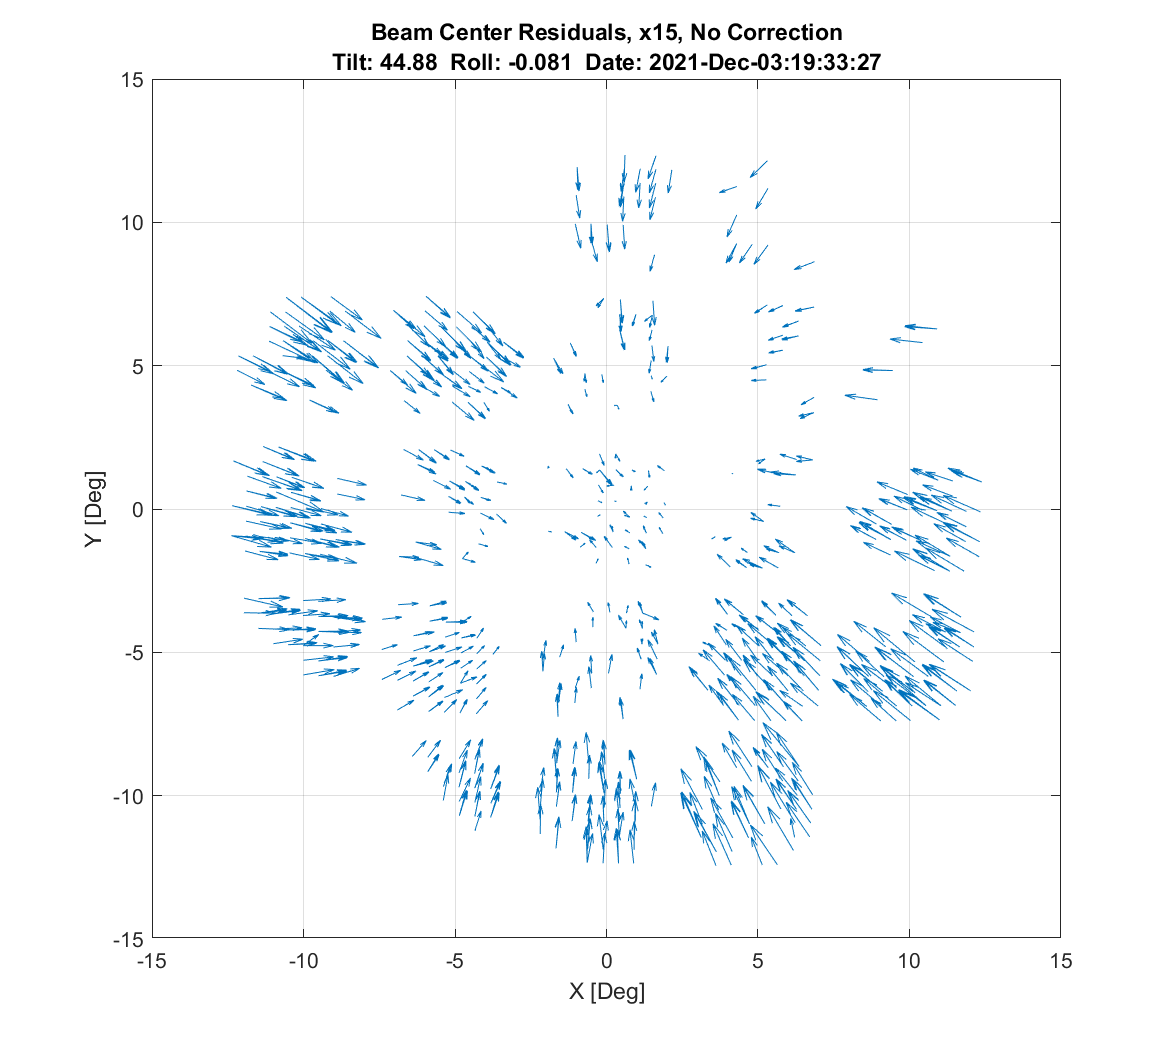 Beam Center Residuals, x15, No Correction
Tilt: 44.88  Roll: -0.081  Date: 2021-Dec-03:19:33:27
15
10
5
0
-5
-10
-15
Y [Deg]
-15 -10 -5 0 5 10 15
X [Deg]